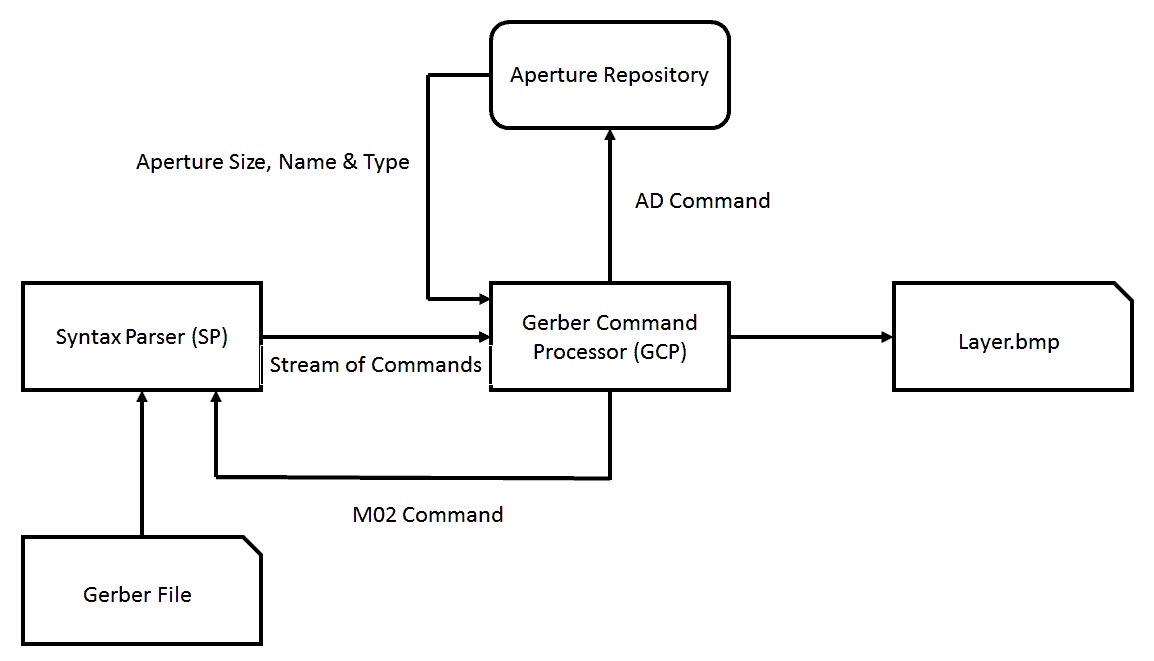 Aperture Repository
Aperture Size, Name & Type
AD Command
Syntax Parser (SP)
Stream of Commands
Gerber Command
Processor (GCP)
Layer.bmp
M02 Command
Gerber File